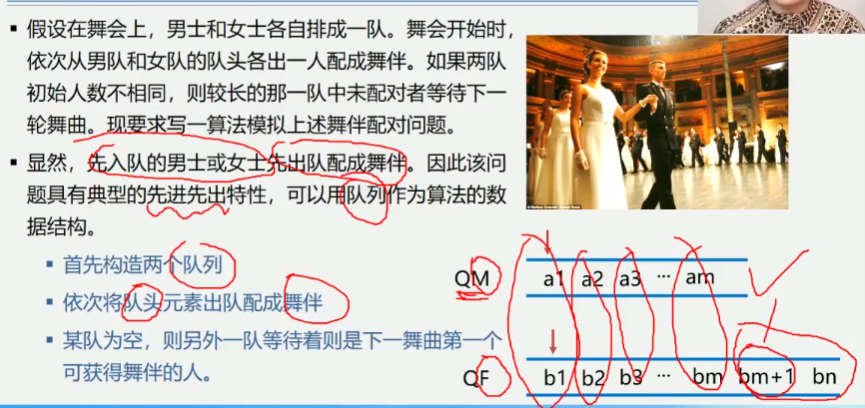 假设在舞会上，男士和女士各自排成一队。舞会开始时，
依次从男队和女队的队头各出一人配成舞伴。如果两队
初始人数不相同，则较长的那一队中未配对者等待下一
轮舞曲。现要求写一算法模拟上述舞伴配对问题。
显然，先入队的男士或女士先出队配成舞伴。因此该问
题具有典型的先进先出特性，可以用队列作为算法的数
据结构。
首先构造两个队列
依次将队头元素出队配成舞伴
某队为空，则另外一队等待着则是下一舞曲第一个
可获得舞伴的人。
QM a1 a2 a3 ··· am
QF b1 b2 b3 ··· bm bm+1 bn